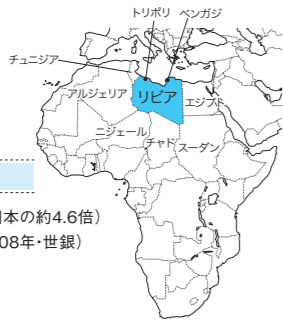 トリポリ
ベンガジ
チュニジア
アルジェリア
リビア
エジプト
ニジェール
チャド
スーダン
本の約4.6倍）
08年・世銀）